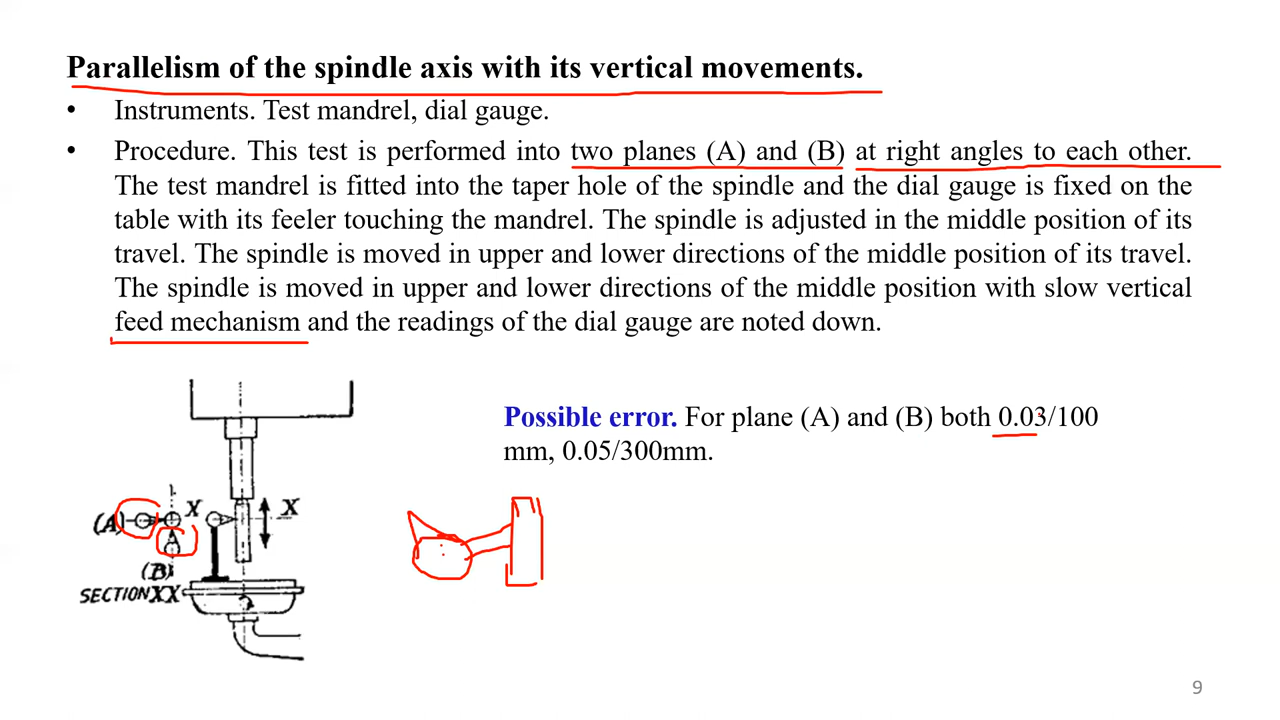 Parallelism of the spindle axis with its vertical movements.
• Instruments. Test mandrel, dial gauge.
• Procedure. This test is performed into two planes (A) and (B) at right angles to each other.
The test mandrel is fitted into the taper hole of the spindle and the dial gauge is fixed on the
table with its feeler touching the mandrel. The spindle is adjusted in the middle position of its
travel. The spindle is moved in upper and lower directions of the middle position of its travel.
The spindle is moved in upper and lower directions of the middle position with slow vertical
feed mechanism and the readings of the dial gauge are noted down.
Possible error. For plane (A) and (B) both 0.03/100
mm, 0.05/300mm.
(A) X X
(B)
SECTION XX
9